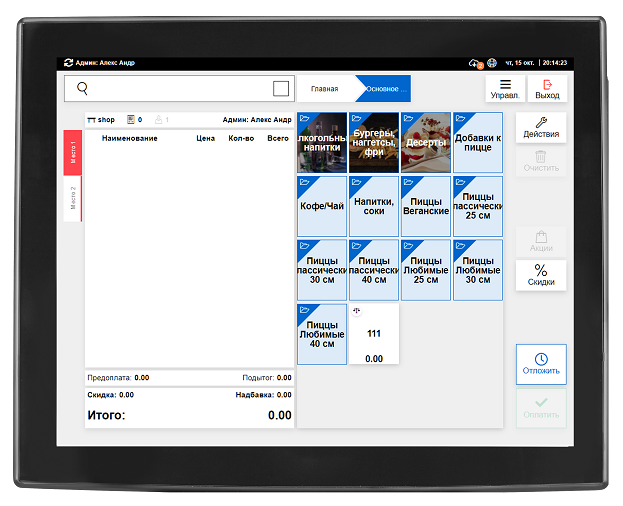 Админ: Алекс Андр
чт, 15 окт. | 20:14:23
Главная
Основное ...
Управл.
Выход
shop 0 1
Админ: Алекс Андр
Наименование Цена Кол-во Всего
Место 1
Место 2
лкогольны
напитки
Бургеры,
наггетсы,
фри
Десерты
Добавки к
пицце
Кофе/Чай
Напитки,
соки
Пиццы
Веганские
Пиццы
лассически
25 см
Пиццы
лассически
30 см
Пиццы
лассически
40 см
Пиццы
Любимые
25 см
Пиццы
Любимые
30 см
Пиццы
Любимые
40 см
111
0.00
Действия
Очистить
Акции
%
Скидки
Отложить
Оплатить
Предоплата: 0.00 Подытог: 0.00
Скидка: 0.00 Надбавка: 0.00
Итого: 0.00